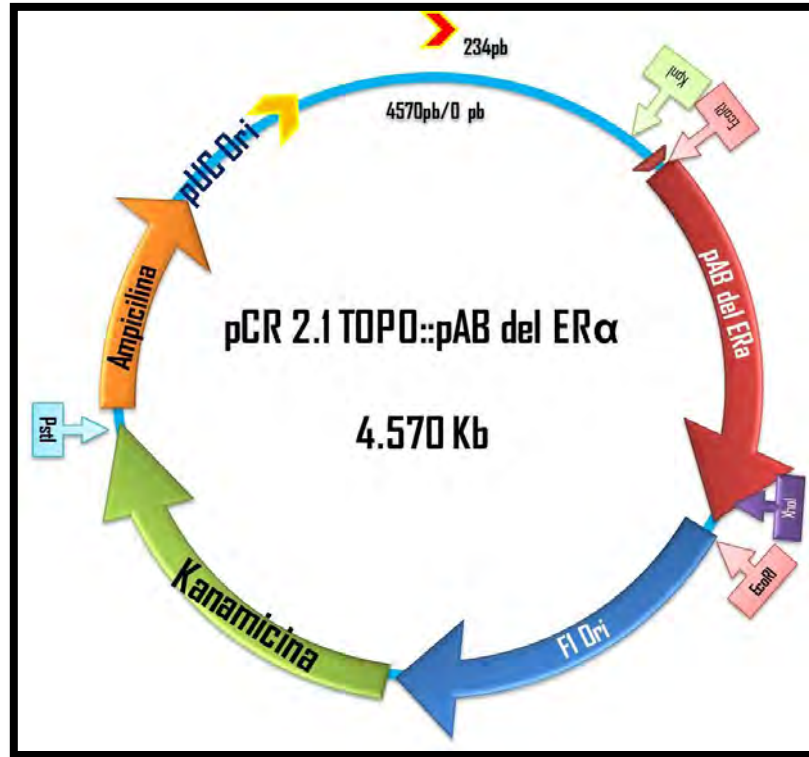 234pb
4570pb/0 pb
KpnI
EcoRI
pAB del ERa
XhoI
EcoRI
F1 Ori
Kanamicina
PstI
Ampicilina
pUC Ori
pCR 2.1 TOPO::pAB del ERα
4.570 Kb